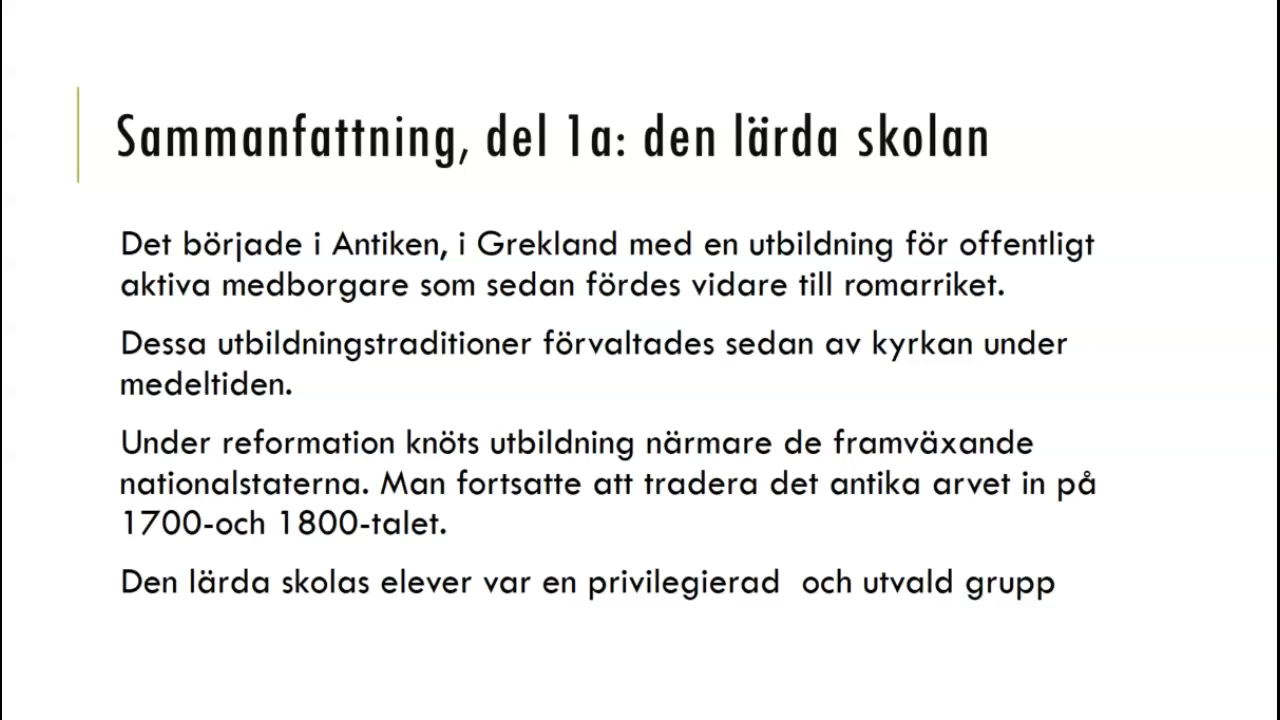 Sammanfattning, del 1a: den lärda skolan
Det började i Antiken, i Grekland med en utbildning för offentligt
aktiva medborgare som sedan fördes vidare till romarriket.
Dessa utbildningstraditioner förvaltades sedan av kyrkan under
medeltiden.
Under reformation knöts utbildning närmare de framväxande
nationalstaterna. Man fortsatte att tradera det antika arvet in på
1700-och 1800-talet.
Den lärda skolas elever var en privilegierad  och utvald grupp